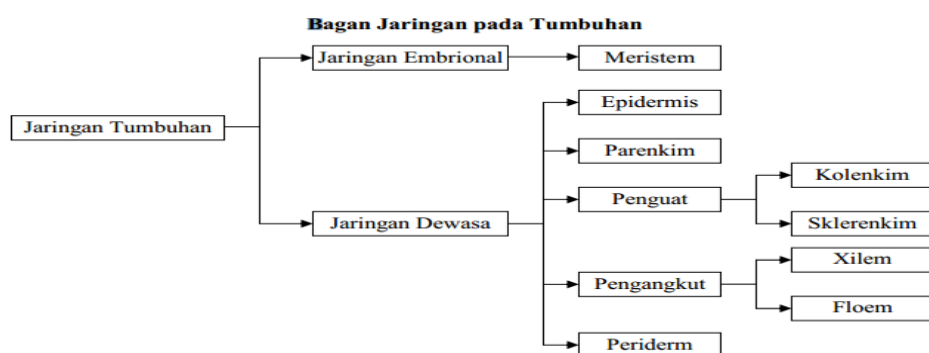 Bagan Jaringan pada Tumbuhan
Jaringan Embrional
Meristem
Epidermis
Jaringan Tumbuhan
Parenkim
Kolenkim
Penguat
Jaringan Dewasa
Sklerenkim
Xilem
Pengangkut
Floem
Periderm